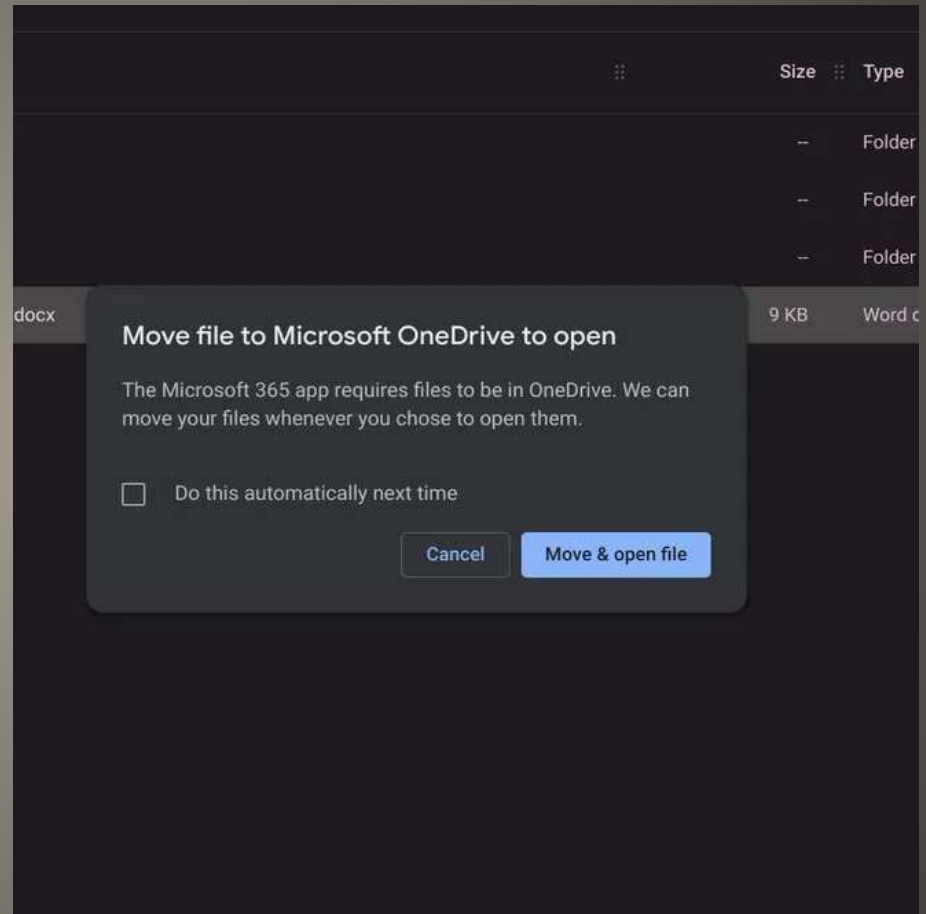 Size Type
-- Folder
-- Folder
-- Folder
docx 9 KB Word
Move file to Microsoft OneDrive to open
The Microsoft 365 app requires files to be in OneDrive. We can
move your files whenever you chose to open them.
Do this automatically next time
Cancel Move & open file